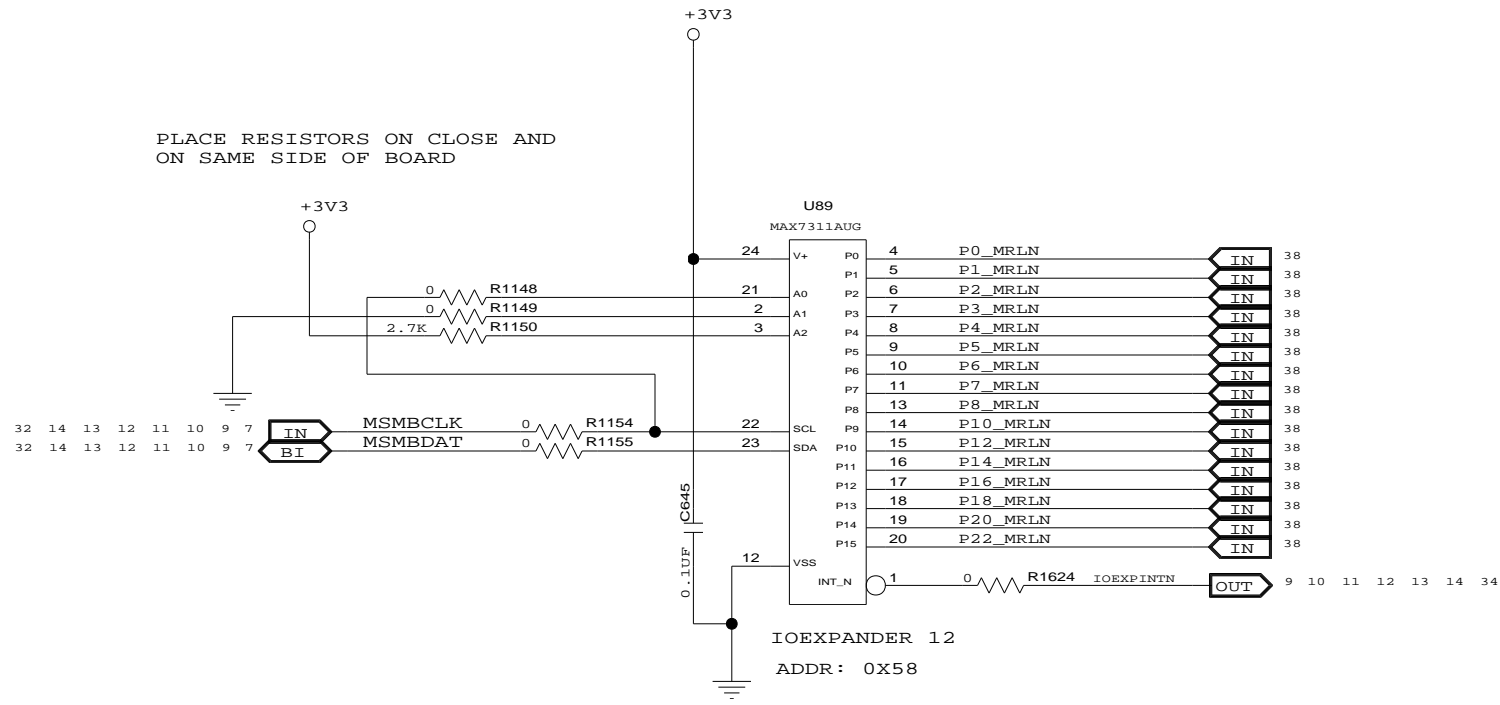 +3V3
PLACE RESISTORS ON CLOSE AND
ON SAME SIDE OF BOARD
+3V3
U89
MAX7311AUG
24 V+ P0 4 P0_MRLN IN 38
P1 5 P1_MRLN IN 38
0 R1148 21 A0 P2 6 P2_MRLN IN 38
0 R1149 2 A1 P3 7 P3_MRLN IN 38
2.7K R1150 3 A2 P4 8 P4_MRLN IN 38
P5 9 P5_MRLN IN 38
P6 10 P6_MRLN IN 38
P7 11 P7_MRLN IN 38
P8 13 P8_MRLN IN 38
32 14 13 12 11 10 9 7 IN MSMBCLK 0 R1154 22 SCL P9 14 P10_MRLN IN 38
32 14 13 12 11 10 9 7 BI MSMBDAT 0 R1155 23 SDA P10 15 P12_MRLN IN 38
P11 16 P14_MRLN IN 38
P12 17 P16_MRLN IN 38
C645 P13 18 P18_MRLN IN 38
P14 19 P20_MRLN IN 38
P15 20 P22_MRLN IN 38
0.1UF 12 VSS
INT_N 1 0 R1624 IOEXPINTN OUT 9 10 11 12 13 14 34
IOEXPANDER 12
ADDR: 0X58